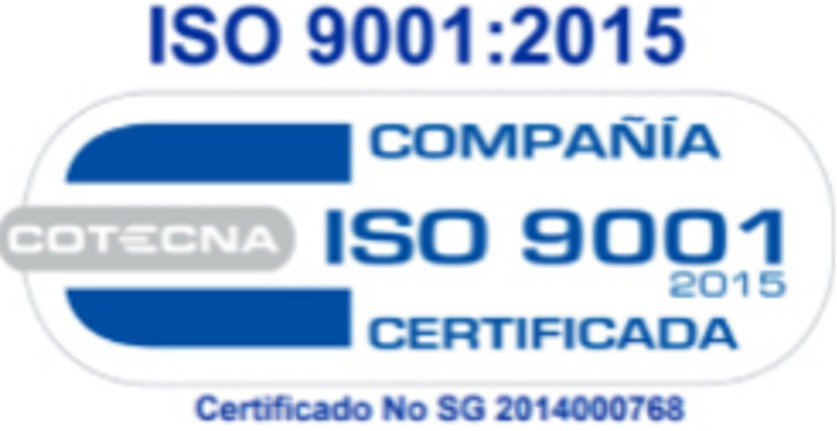 ISO 9001:2015
COMPAÑÍA
COTECNA
ISO 9001
2015
CERTIFICADA
Certificado No SG 2014000768